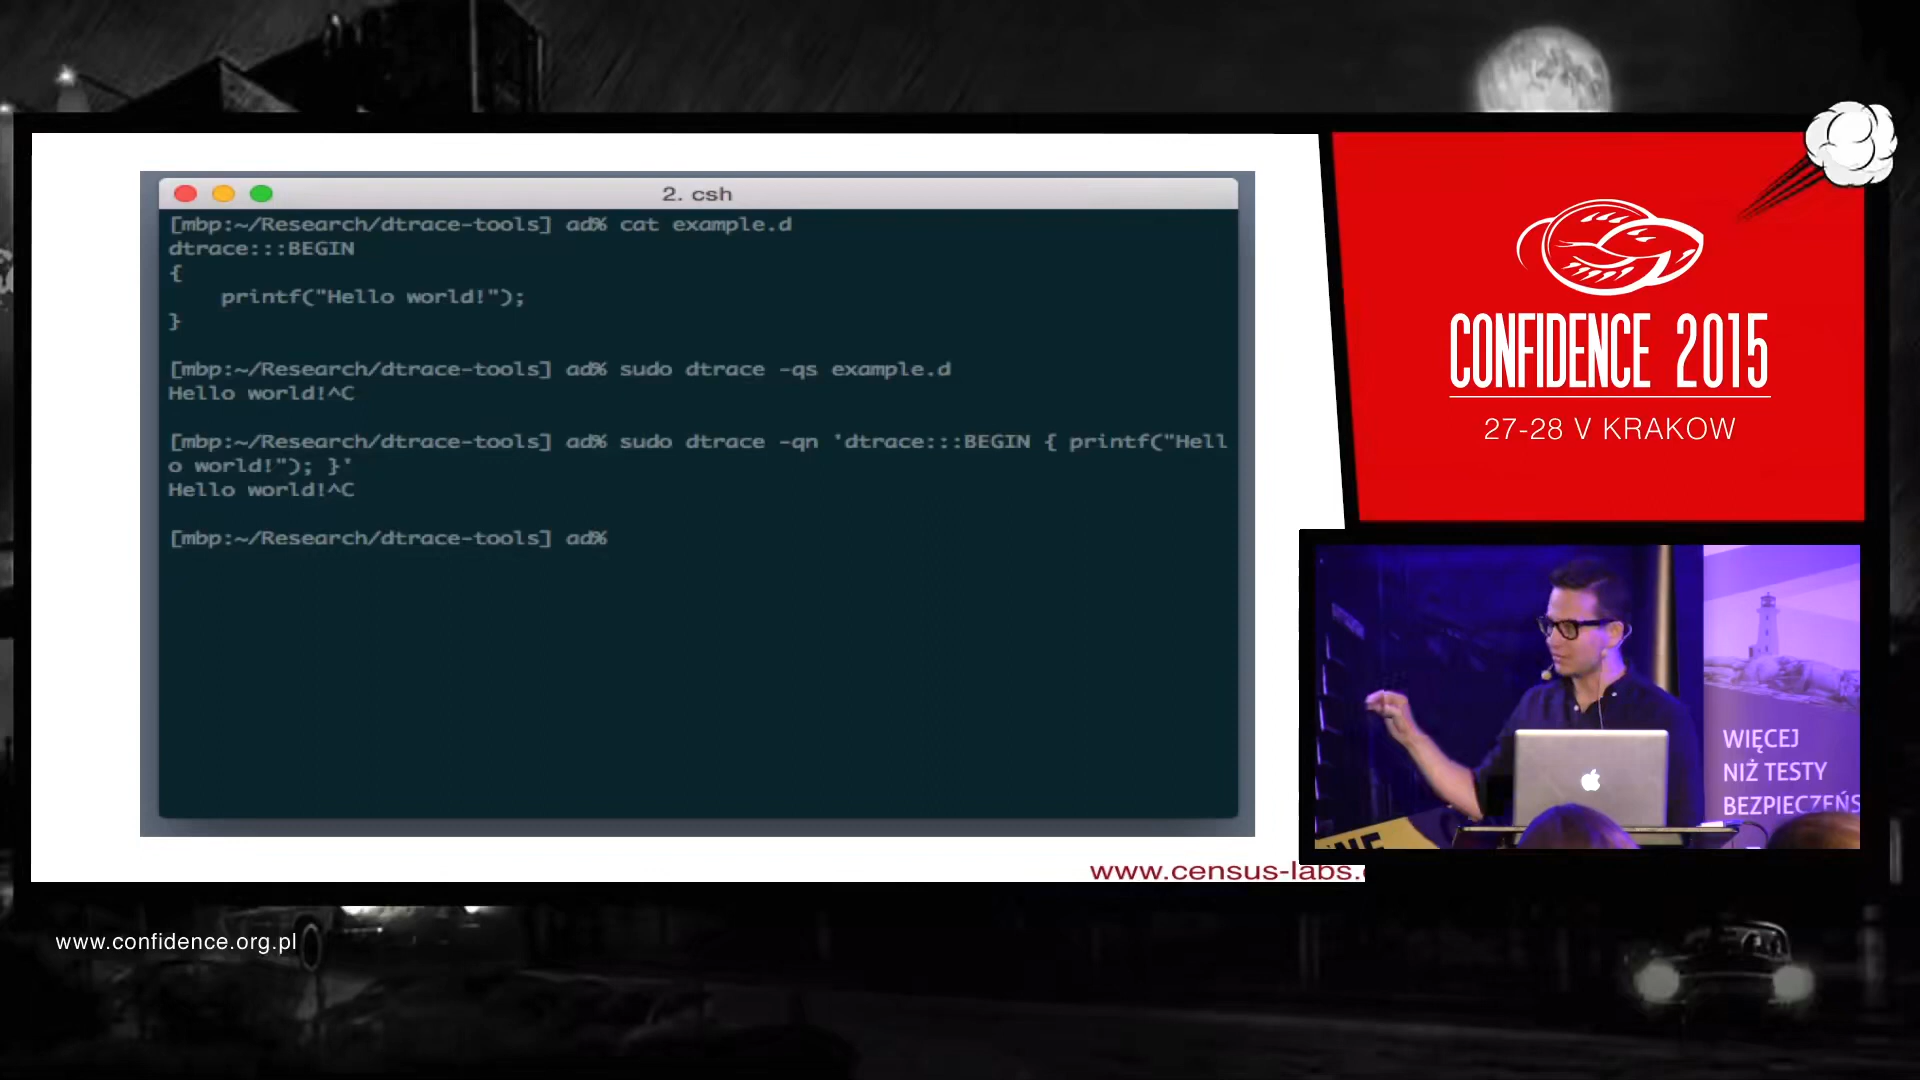 2. csh
[mbp:~/Research/dtrace-tools] ad% cat example.d
dtrace:::BEGIN
{
    printf("Hello world!");
}
[mbp:~/Research/dtrace-tools] ad% sudo dtrace -qs example.d
Hello world!^C
[mbp:~/Research/dtrace-tools] ad% sudo dtrace -qn 'dtrace:::BEGIN { printf("Hell
o world!"); }'
Hello world!^C
[mbp:~/Research/dtrace-tools] ad%
www.census-labs.
CONFIDENCE 2015
27-28 V KRAKOW
WIĘCEJ
NIŻ TESTY
BEZPIECZEŃS
www.confidence.org.pl